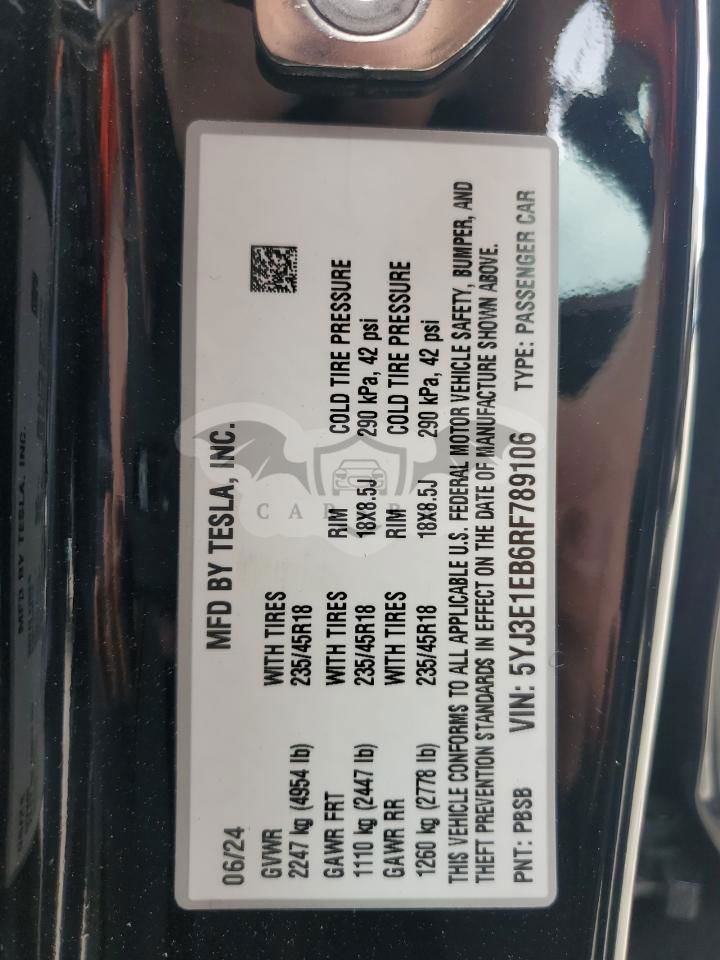 06/24 MFD BY TESLA, INC.
GVWR WITH TIRES
2247 kg (4954 lb) 235/45R18
GAWR FRT WITH TIRES RIM COLD TIRE PRESSURE
1110 kg (2447 lb) 235/45R18 18X8.5J 290 kPa, 42 psi
GAWR RR WITH TIRES RIM COLD TIRE PRESSURE
1260 kg (2778 lb) 235/45R18 18X8.5J 290 kPa, 42 psi
THIS VEHICLE CONFORMS TO ALL APPLICABLE U.S. FEDERAL MOTOR VEHICLE SAFETY, BUMPER, AND
THEFT PREVENTION STANDARDS IN EFFECT ON THE DATE OF MANUFACTURE SHOWN ABOVE.
PNT: PBSB VIN: 5YJ3E1EB6RF789106 TYPE: PASSENGER CAR